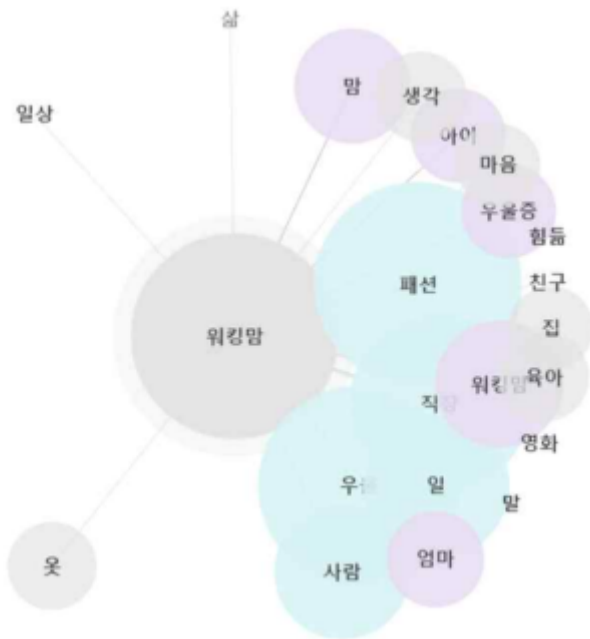 삶
맘
생각
일상
아이
마음
우울증
힘듦
패션
친구
집
워킹맘
워킹맘
육아
직장
영화
우울
일
말
옷
사람
엄마